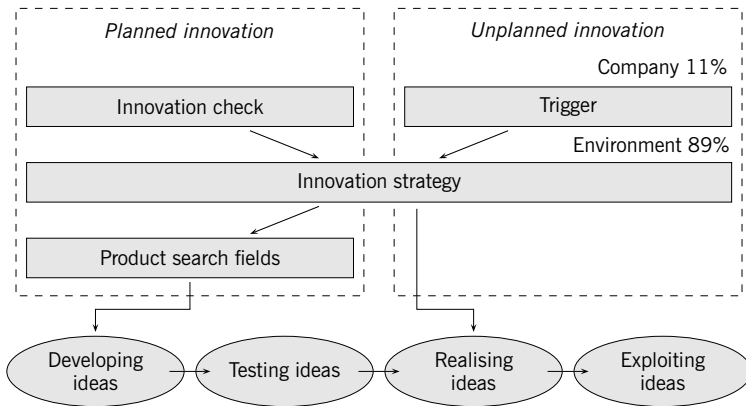 Planned innovation
Unplanned innovation
Company 11%
Innovation check
Trigger
Environment 89%
Innovation strategy
Product search fields
Developing
ideas
Testing ideas
Realising
ideas
Exploiting
ideas